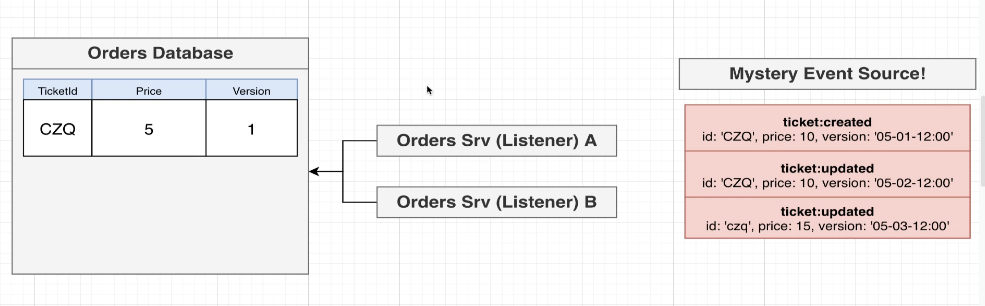 Orders Database
TicketId Price Version
CZQ 5 1
Orders Srv (Listener) A
Orders Srv (Listener) B
Mystery Event Source!
ticket:created
id: 'CZQ', price: 10, version: '05-01-12:00'
ticket:updated
id: 'CZQ', price: 10, version: '05-02-12:00'
ticket:updated
id: 'czq', price: 15, version: '05-03-12:00'